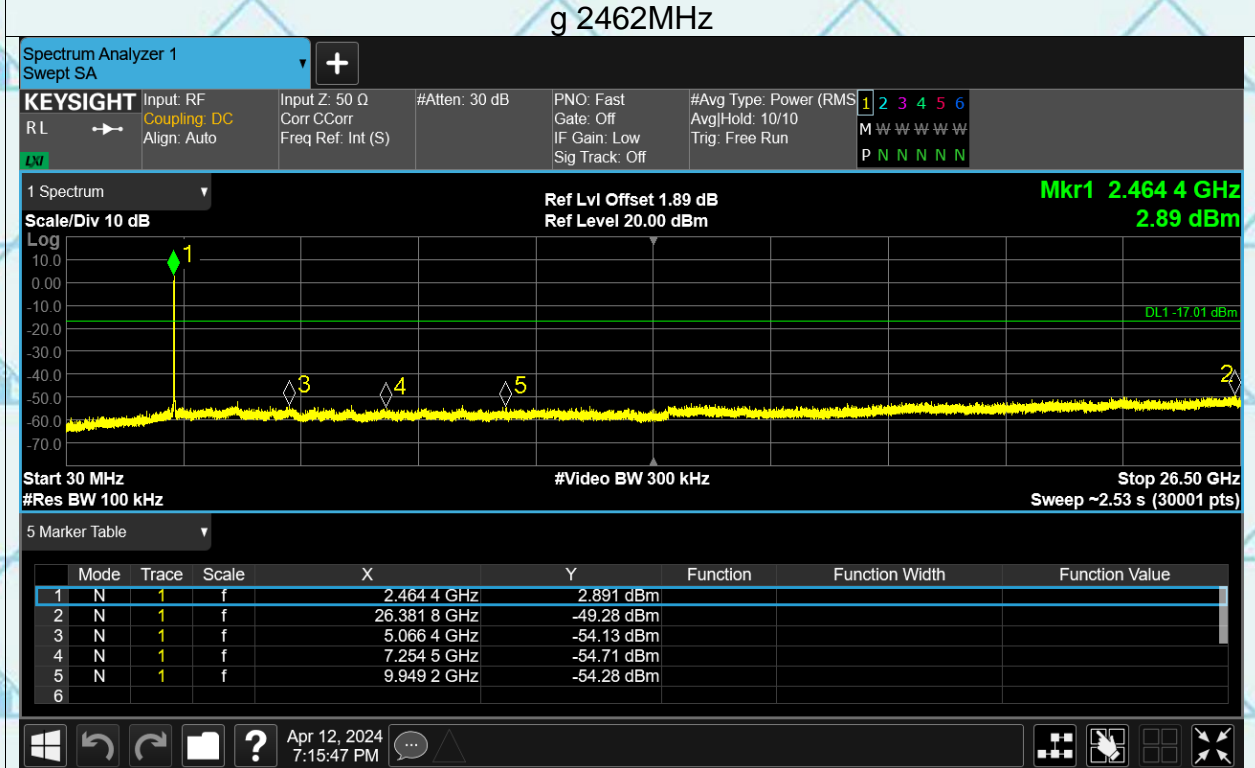 g 2462MHz
Spectrum Analyzer 1
Swept SA
+
KEYSIGHT
R L
LXI
Input: RF
Coupling: DC
Align: Auto
Input Z: 50 Ω
Corr CCorr
Freq Ref: Int (S)
#Atten: 30 dB
PNO: Fast
Gate: Off
IF Gain: Low
Sig Track: Off
#Avg Type: Power (RMS
Avg|Hold: 10/10
Trig: Free Run
1 2 3 4 5 6
M W W W W W
P N N N N N
1 Spectrum
Scale/Div 10 dB
Ref Lvl Offset 1.89 dB
Ref Level 20.00 dBm
Mkr1 2.464 4 GHz
2.89 dBm
Log
10.0
0.00
-10.0
-20.0
-30.0
-40.0
-50.0
-60.0
-70.0
1
DL1 -17.01 dBm
3
4
5
2
Start 30 MHz
#Video BW 300 kHz
Stop 26.50 GHz
#Res BW 100 kHz
Sweep ~2.53 s (30001 pts)
5 Marker Table
Mode Trace Scale X Y Function Function Width Function Value
1 N 1 f 2.464 4 GHz 2.891 dBm
2 N 1 f 26.381 8 GHz -49.28 dBm
3 N 1 f 5.066 4 GHz -54.13 dBm
4 N 1 f 7.254 5 GHz -54.71 dBm
5 N 1 f 9.949 2 GHz -54.28 dBm
6
?
Apr 12, 2024
7:15:47 PM